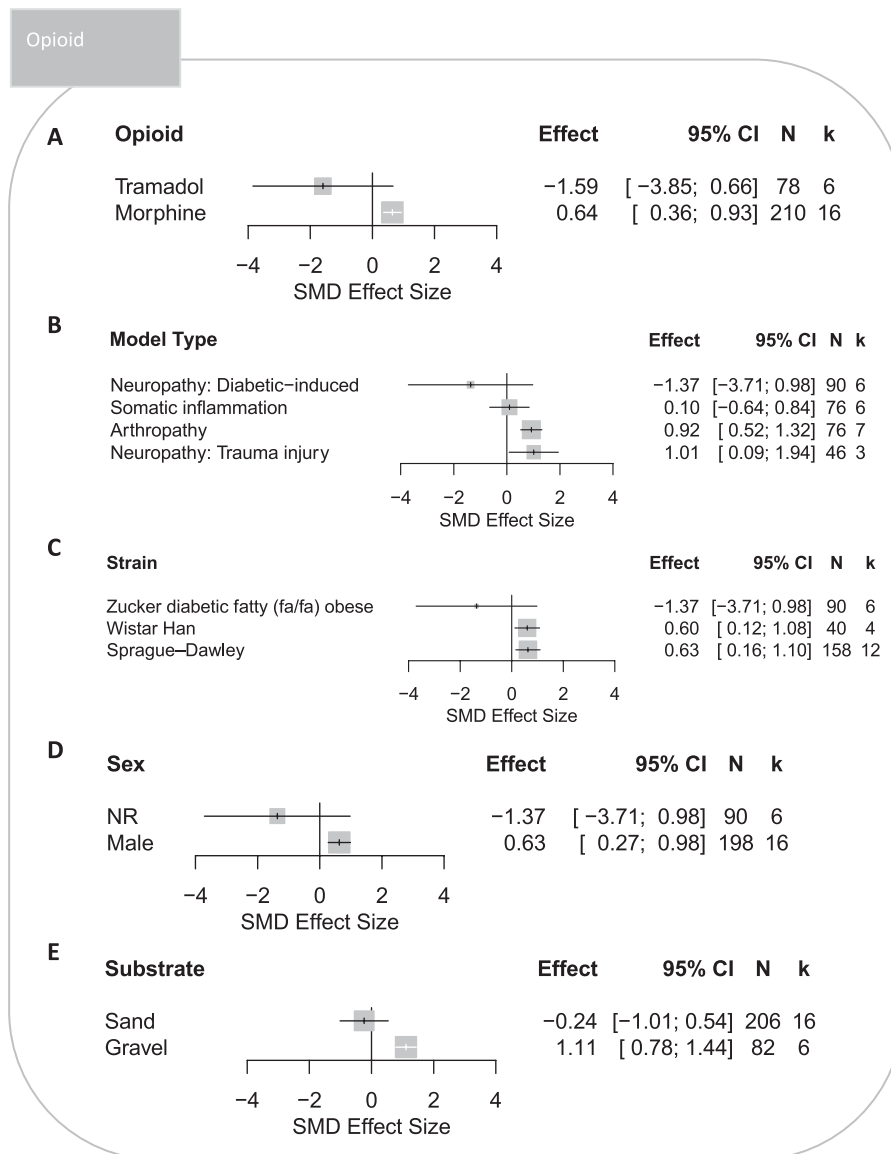 Opioid
A Opioid Effect 95% CI N k
Tramadol −1.59 [ −3.85; 0.66] 78 6
Morphine 0.64 [ 0.36; 0.93] 210 16
−4 −2 0 2 4
SMD Effect Size
B Model Type Effect 95% CI N k
Neuropathy: Diabetic−induced −1.37 [−3.71; 0.98] 90 6
Somatic inflammation 0.10 [−0.64; 0.84] 76 6
Arthropathy 0.92 [ 0.52; 1.32] 76 7
Neuropathy: Trauma injury 1.01 [ 0.09; 1.94] 46 3
−4 −2 0 2 4
SMD Effect Size
C Strain Effect 95% CI N k
Zucker diabetic fatty (fa/fa) obese −1.37 [−3.71; 0.98] 90 6
Wistar Han 0.60 [ 0.12; 1.08] 40 4
Sprague−Dawley 0.63 [ 0.16; 1.10] 158 12
−4 −2 0 2 4
SMD Effect Size
D Sex Effect 95% CI N k
NR −1.37 [ −3.71; 0.98] 90 6
Male 0.63 [ 0.27; 0.98] 198 16
−4 −2 0 2 4
SMD Effect Size
E Substrate Effect 95% CI N k
Sand −0.24 [−1.01; 0.54] 206 16
Gravel 1.11 [ 0.78; 1.44] 82 6
−4 −2 0 2 4
SMD Effect Size